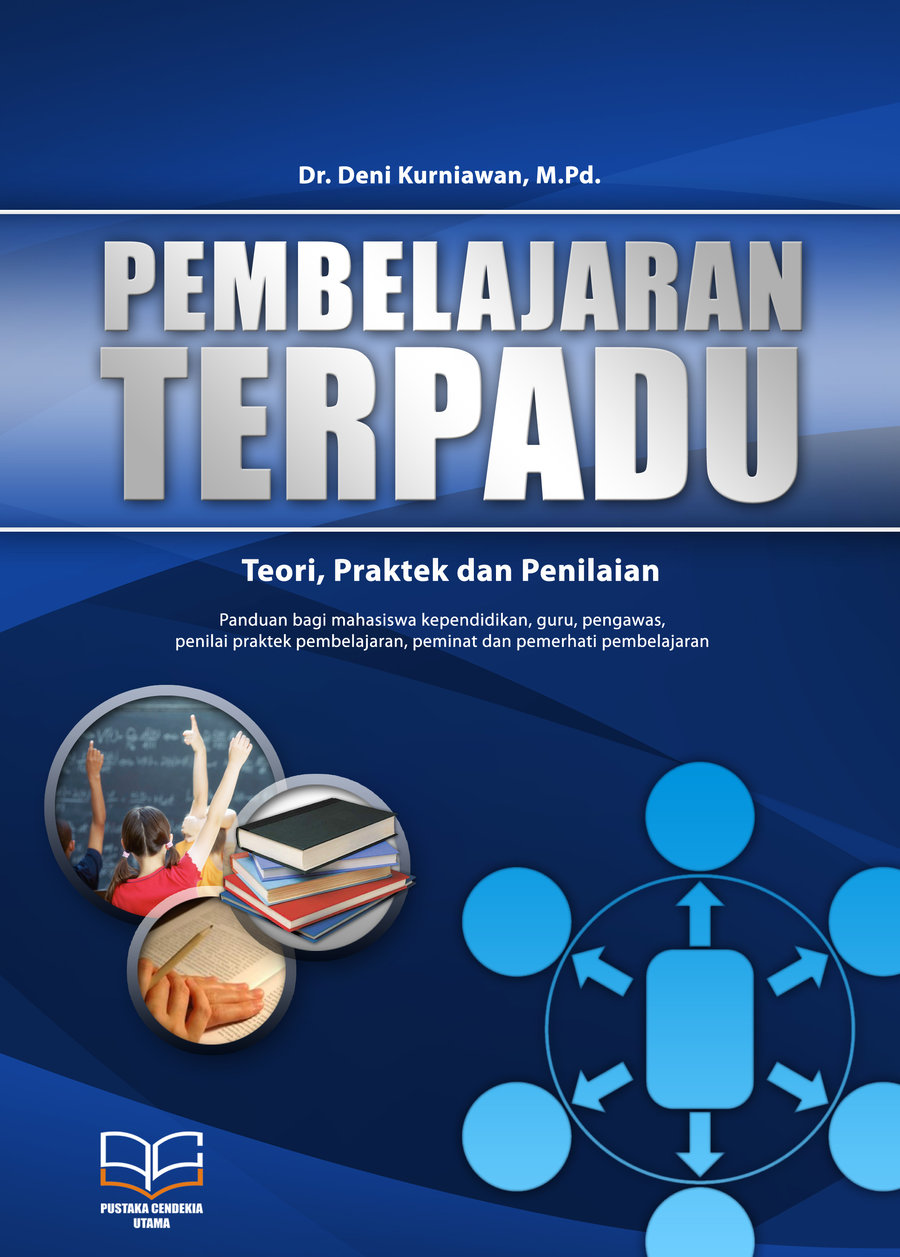 Dr. Deni Kurniawan, M.Pd.
PEMBELAJARAN
TERPADU
Teori, Praktek dan Penilaian
Panduan bagi mahasiswa kependidikan, guru, pengawas,
penilai praktek pembelajaran, peminat dan pemerhati pembelajaran
PUSTAKA CENDEKIA
UTAMA